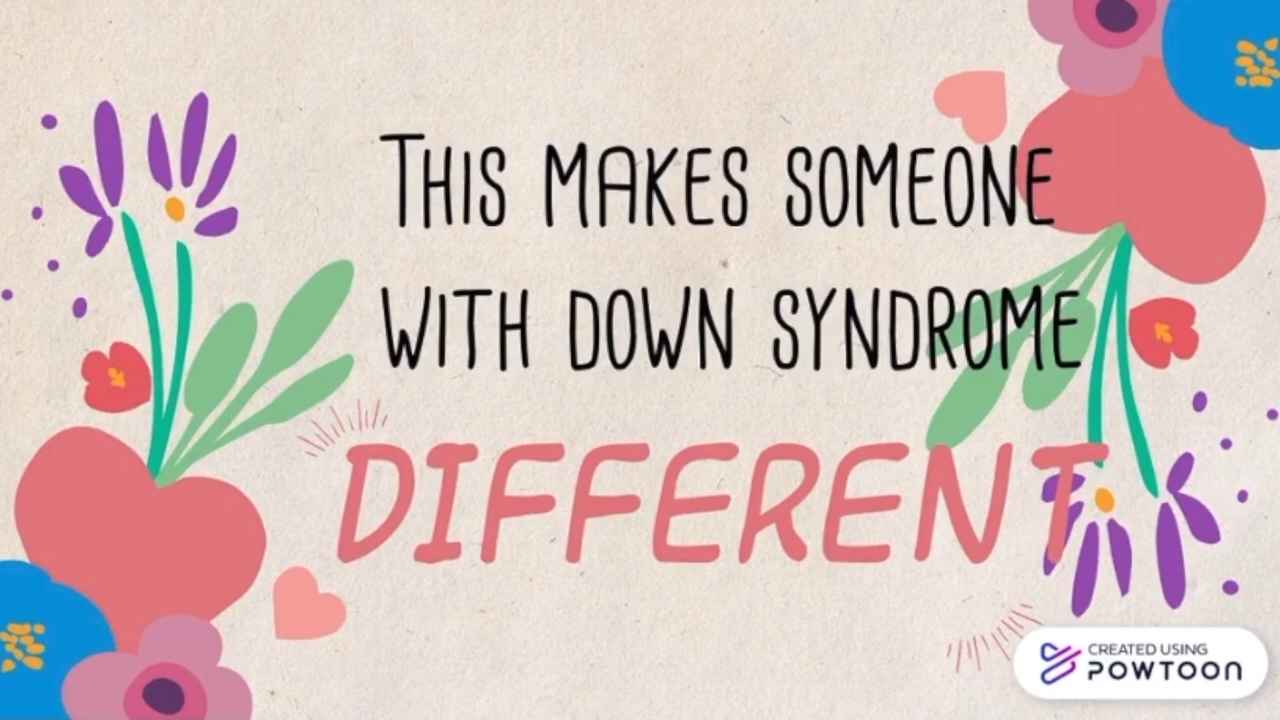 THIS MAKES SOMEONE
WITH DOWN SYNDROME
DIFFERENT
CREATED USING
POWTOON